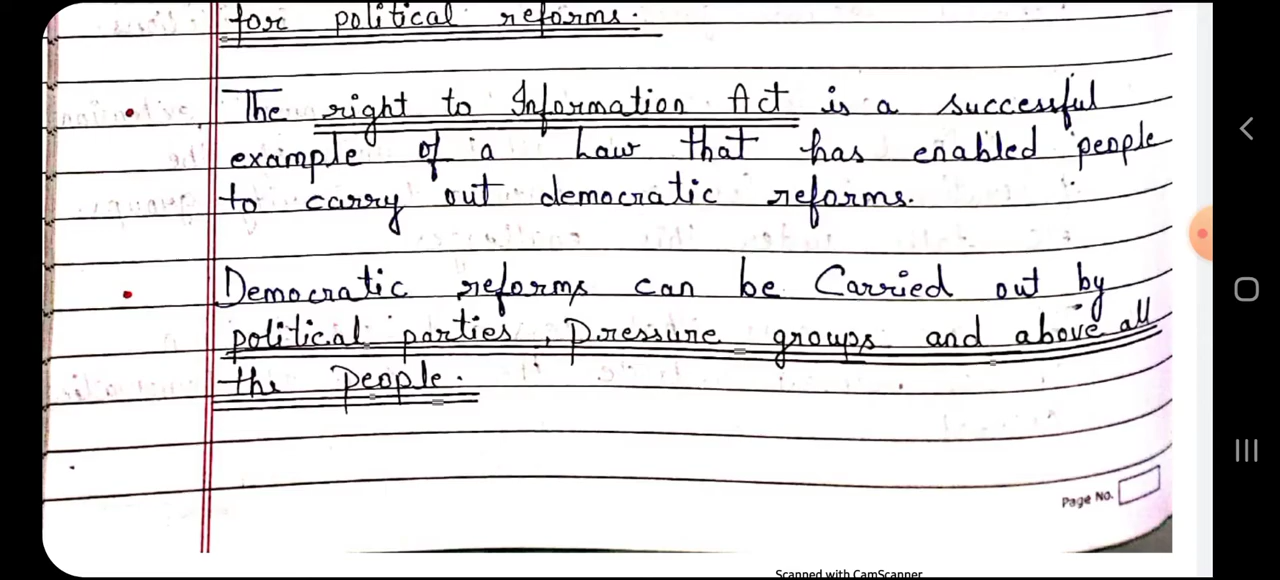 for political reforms.
The right to Information Act is a successful
example of a Law that has enabled people
to carry out democratic reforms.
Democratic reforms can be Carried out by
political parties, Pressure groups and above all
the people.
Page No.
Scanned with CamScanner